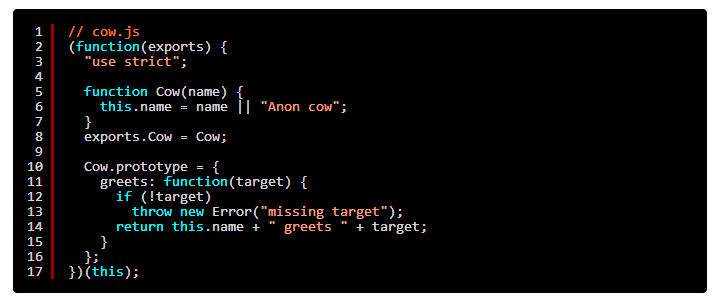 1 // cow.js
2 (function(exports) {
3   "use strict";
4
5   function Cow(name) {
6     this.name = name || "Anon cow";
7   }
8   exports.Cow = Cow;
9
10   Cow.prototype = {
11     greets: function(target) {
12       if (!target)
13         throw new Error("missing target");
14       return this.name + " greets " + target;
15     }
16   };
17 })(this);